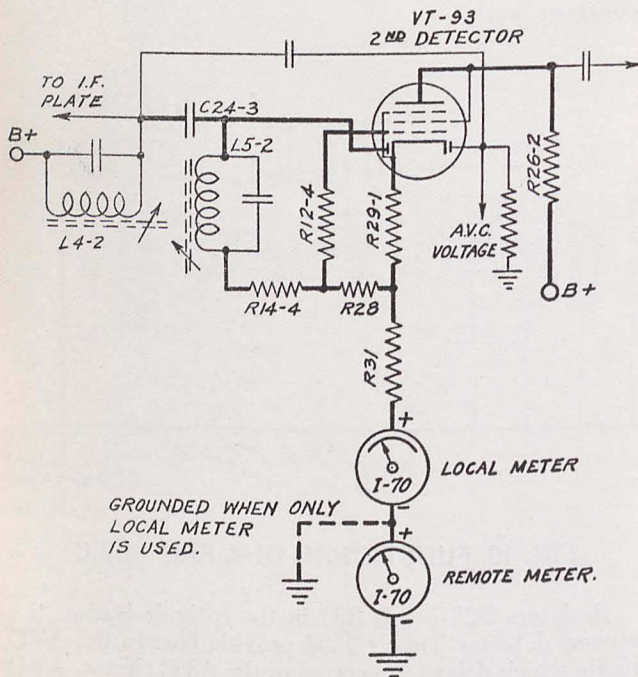 VT-93
2ND DETECTOR
TO I.F.
PLATE
B+
C24-3
L5-2
L4-2
R12-4
R29-1
R26-2
A.V.C.
VOLTAGE
B+
R14-4
R28
R31
+
I-70
LOCAL METER
-
GROUNDED WHEN ONLY
LOCAL METER
IS USED.
+
I-70
REMOTE METER.
-